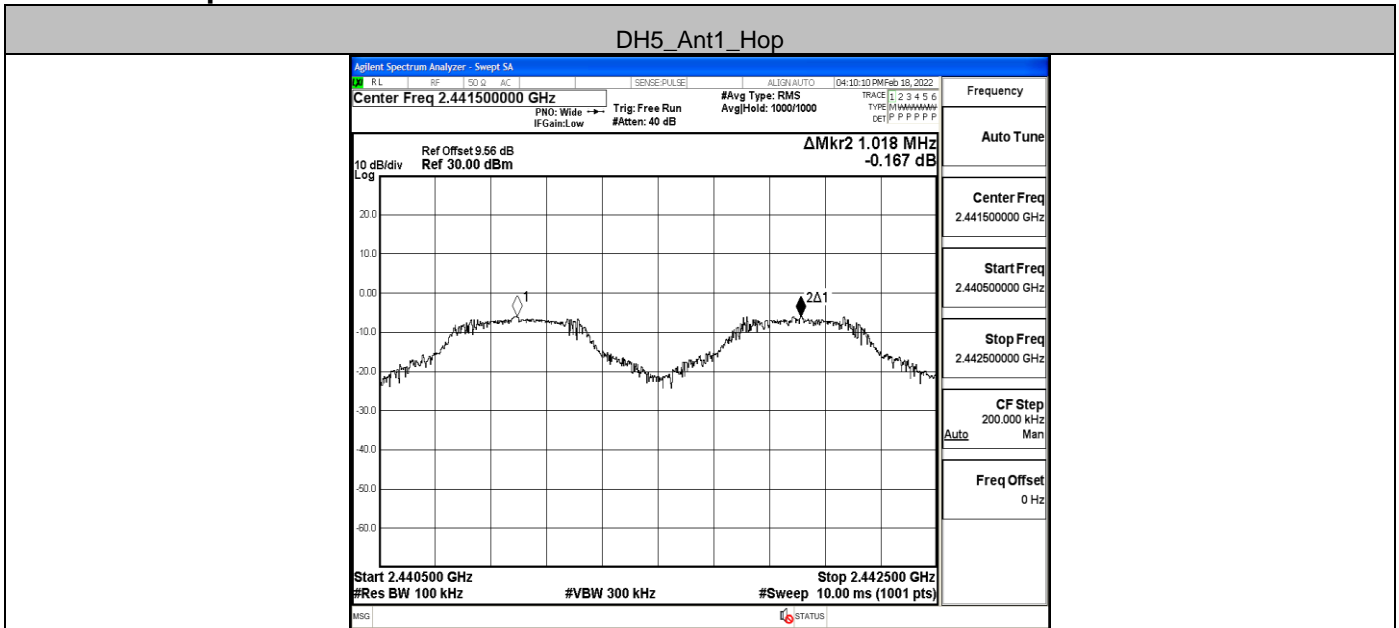 DH5_Ant1_Hop
Agilent Spectrum Analyzer - Swept SA
RL RF 50 Ω AC SENSE:PULSE ALIGNAUTO 04:10:10 PM Feb 18, 2022
Center Freq 2.441500000 GHz
PNO: Wide
IFGain:Low
Trig: Free Run
#Atten: 40 dB
#Avg Type: RMS
Avg|Hold: 1000/1000
TRACE 1 2 3 4 5 6
TYPE M
DET P P P P P P
Frequency
Auto Tune
Center Freq
2.441500000 GHz
Start Freq
2.440500000 GHz
Stop Freq
2.442500000 GHz
CF Step
200.000 kHz
Auto Man
Freq Offset
0 Hz
ΔMkr2 1.018 MHz
-0.167 dB
Ref Offset 9.56 dB
10 dB/div Ref 30.00 dBm
Log
20.0
10.0
0.00
-10.0
-20.0
-30.0
-40.0
-50.0
-60.0
1
2Δ1
Start 2.440500 GHz Stop 2.442500 GHz
#Res BW 100 kHz #VBW 300 kHz #Sweep 10.00 ms (1001 pts)
MSG STATUS